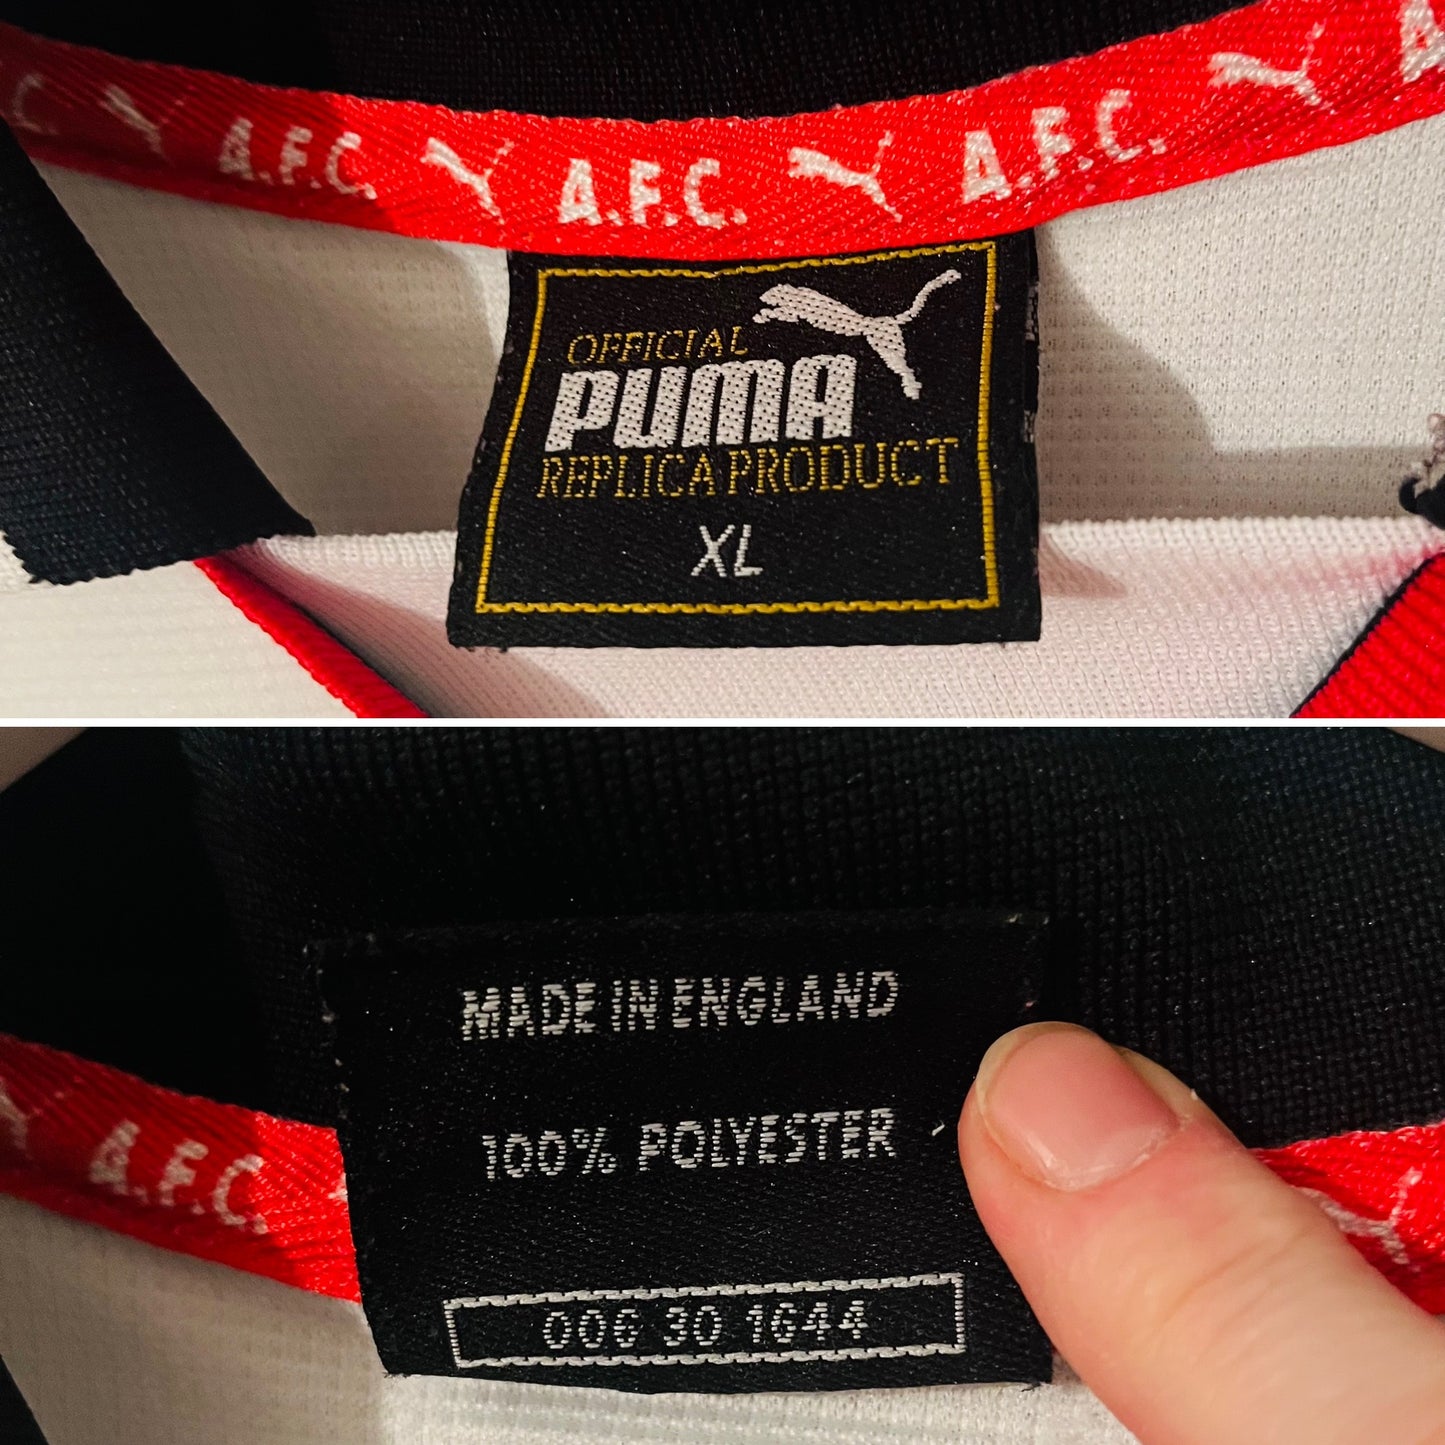 A.F.C. A.F.C. A.F.C. A
OFFICIAL
PUMA
REPLICA PRODUCT
XL
MADE IN ENGLAND
100% POLYESTER
A.F.C.
006 30 1644